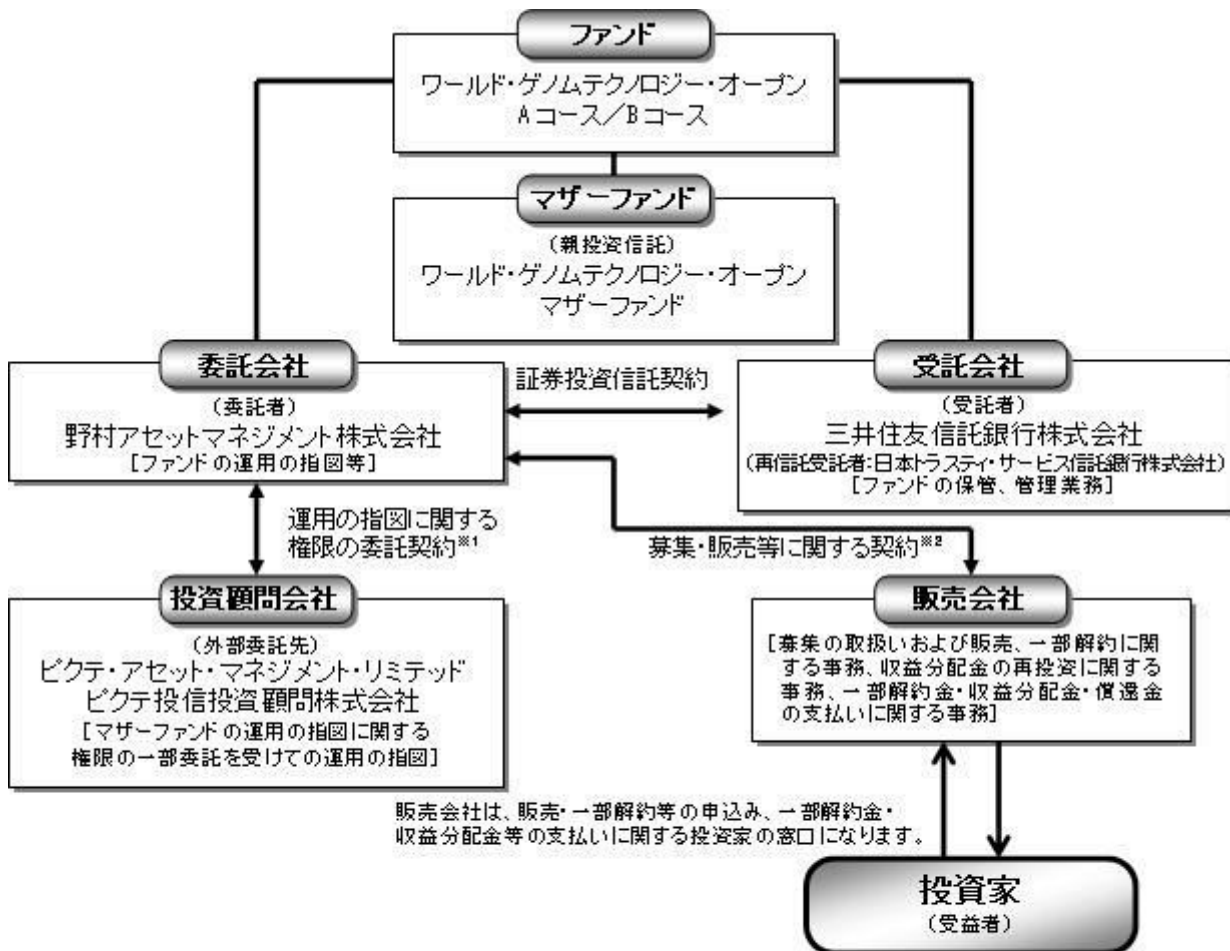 ファンド
ワールド・ゲノムテクノロジー・オープン
Aコース／Bコース
マザーファンド
（親投資信託）
ワールド・ゲノムテクノロジー・オープン
マザーファンド
委託会社
（委託者）
野村アセットマネジメント株式会社
[ファンドの運用の指図等]
証券投資信託契約
受託会社
（受託者）
三井住友信託銀行株式会社
(再信託受託者:日本トラスティ・サービス信託銀行株式会社)
[ファンドの保管、管理業務]
運用の指図に関する
権限の委託契約※1
募集・販売等に関する契約※2
投資顧問会社
（外部委託先）
ピクテ・アセット・マネジメント・リミテッド
ピクテ投信投資顧問株式会社
[マザーファンドの運用の指図に関する
権限の一部委託を受けての運用の指図]
販売会社
[募集の取扱いおよび販売、一部解約に関
する事務、収益分配金の再投資に関する
事務、一部解約金・収益分配金・償還金
の支払いに関する事務]
販売会社は、販売・一部解約等の申込み、一部解約金・
収益分配金等の支払いに関する投資家の窓口になります。
投資家
（受益者）